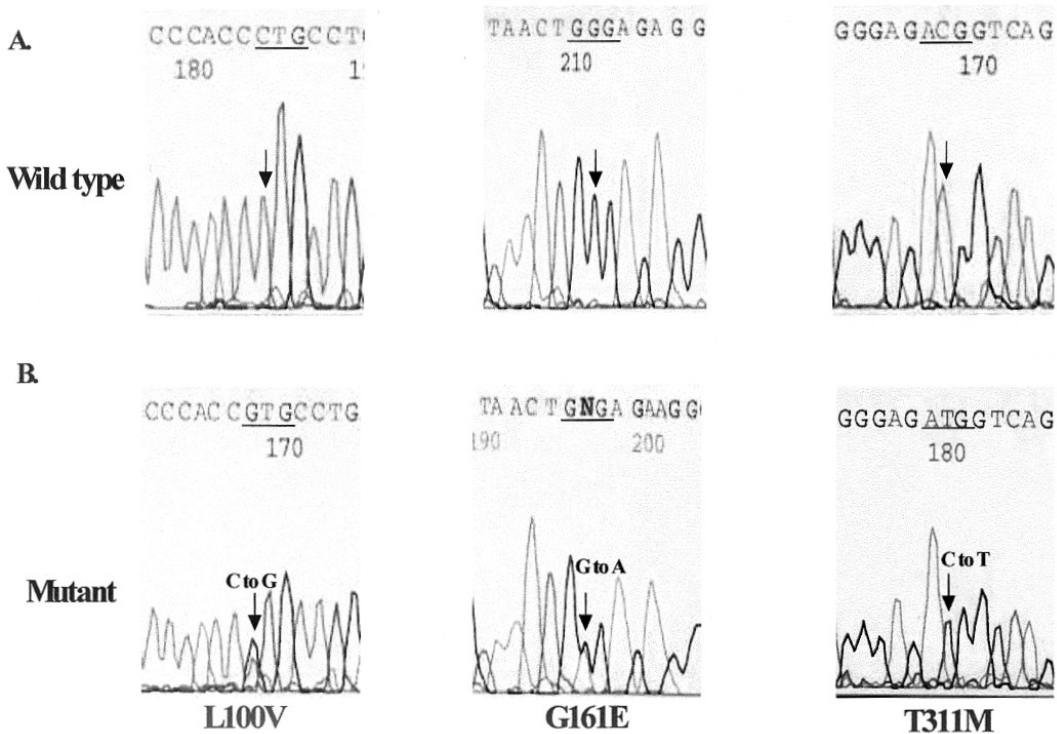 A.
CCCACCCTGCCT
180
TAACTGGGAGAGG
210
GGGAGACGGTCAG
170
Wild type
B.
CCCACCGTGCCTG
170
TAACTGNGAGAAGG
190 200
GGGAGATGGTCAG
180
Mutant
C to G
G to A
C to T
L100V G161E T311M